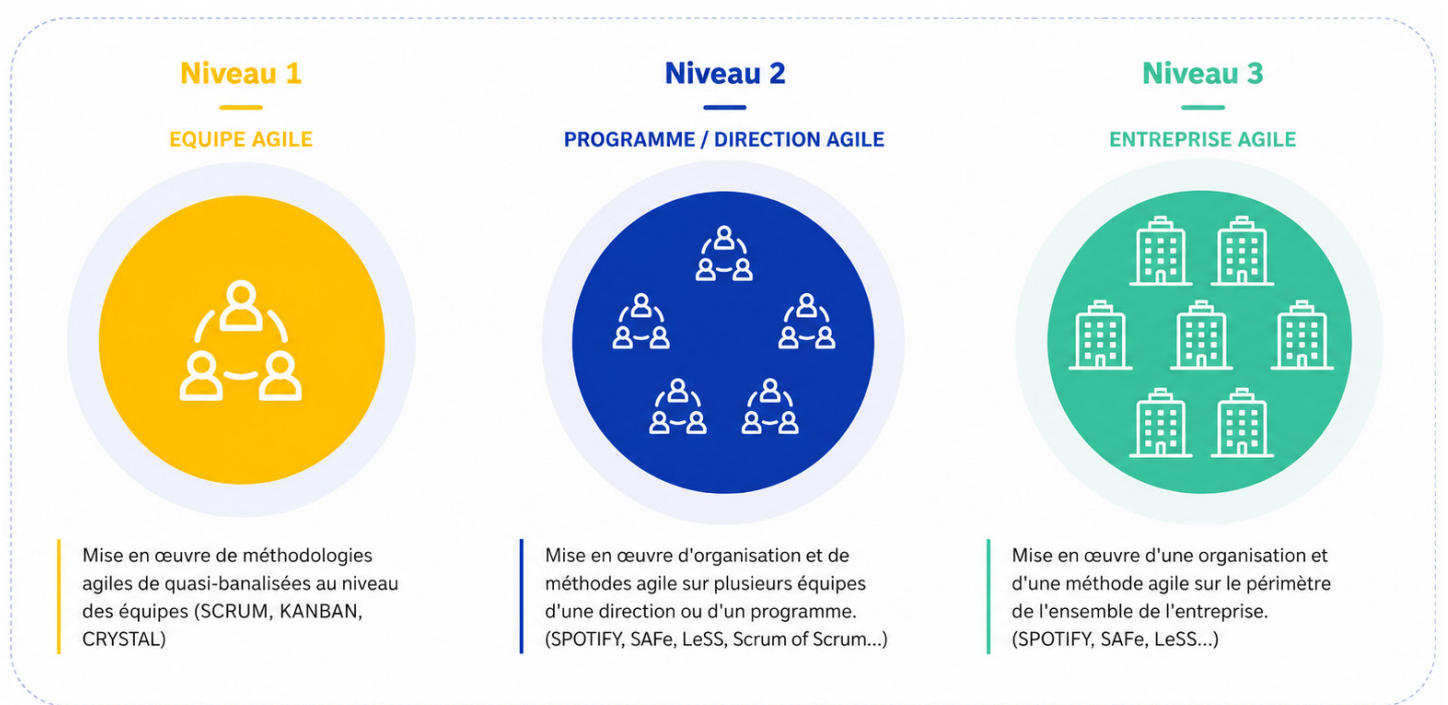 Niveau 1
EQUIPE AGILE
Mise en œuvre de méthodologies
agiles de quasi-banalisées au niveau
des équipes (SCRUM, KANBAN,
CRYSTAL)
Niveau 2
PROGRAMME / DIRECTION AGILE
Mise en œuvre d'organisation et de
méthodes agile sur plusieurs équipes
d'une direction ou d'un programme.
(SPOTIFY, SAFe, LeSS, Scrum of Scrum...)
Niveau 3
ENTREPRISE AGILE
Mise en œuvre d'une organisation et
d'une méthode agile sur le périmètre
de l'ensemble de l'entreprise.
(SPOTIFY, SAFe, LeSS...)